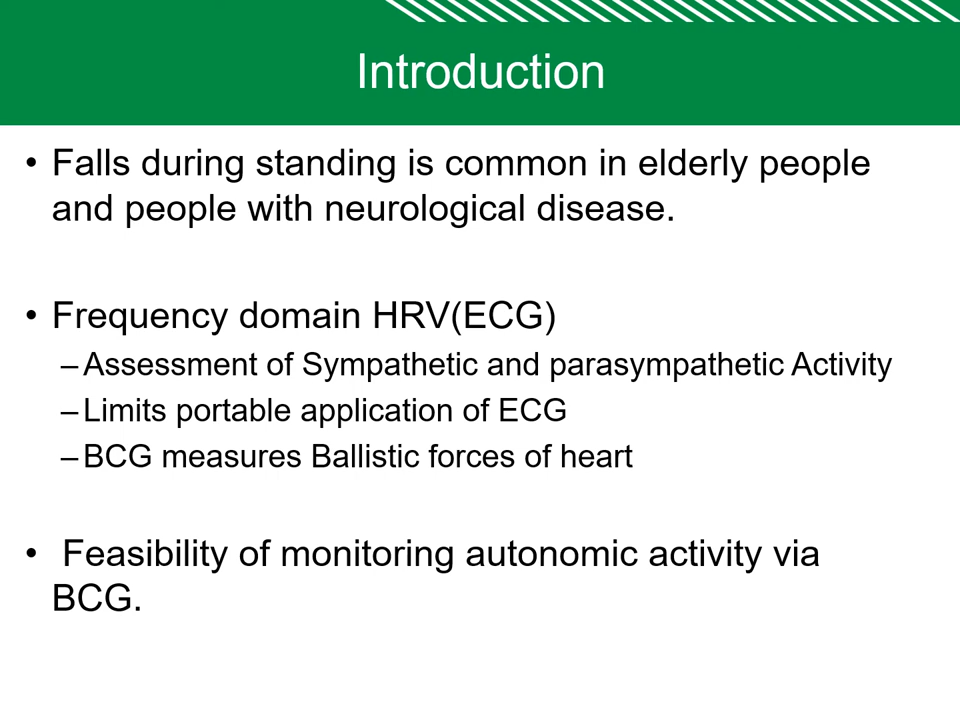 Introduction
• Falls during standing is common in elderly people
and people with neurological disease.
• Frequency domain HRV(ECG)
–Assessment of Sympathetic and parasympathetic Activity
–Limits portable application of ECG
–BCG measures Ballistic forces of heart
• Feasibility of monitoring autonomic activity via
BCG.